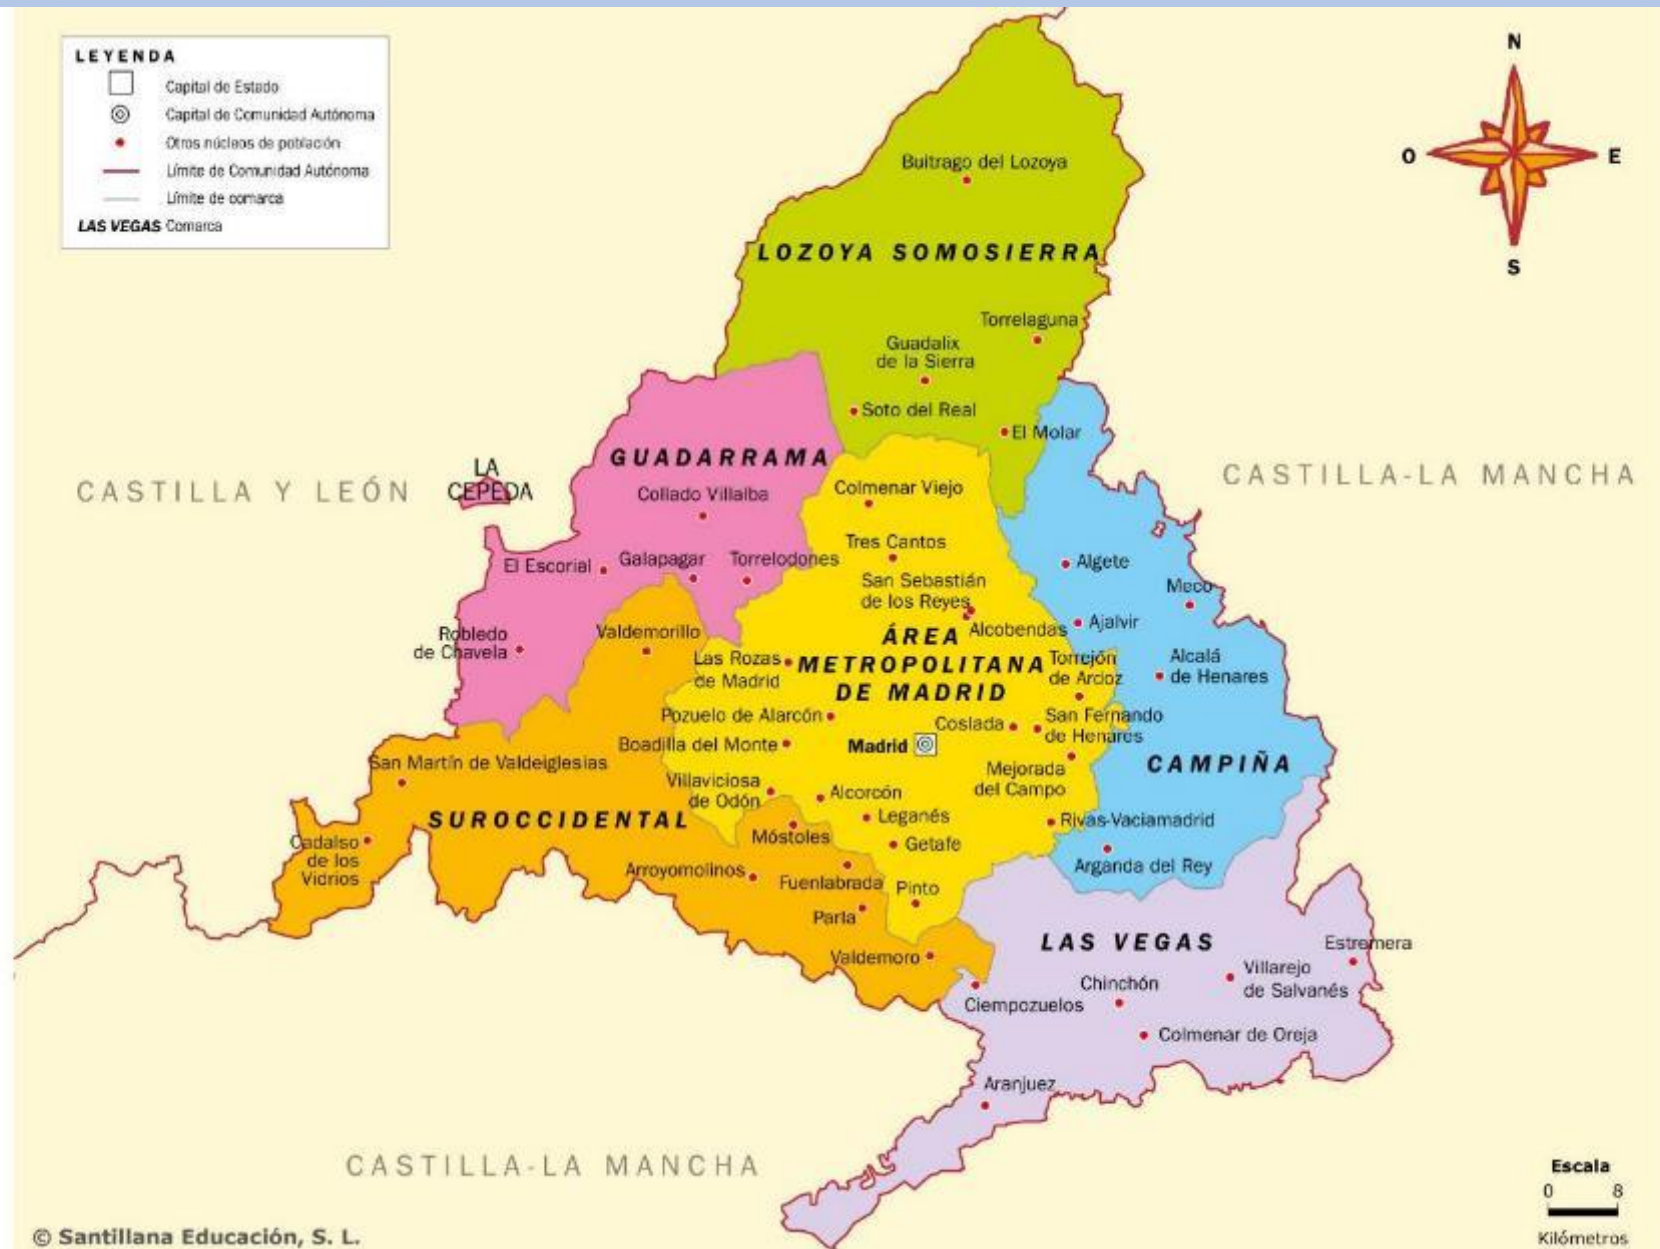 LEYENDA
Capital de Estado
Capital de Comunidad Autónoma
Otros núcleos de población
Límite de Comunidad Autónoma
Límite de comarca
LAS VEGAS Comarca
N
O
E
S
Buitrago del Lozoya
LOZOYA SOMOSIERRA
Torrelaguna
Guadalix
de la Sierra
Soto del Real
El Molar
GUADARRAMA
CASTILLA Y LEÓN
LA
CEPEDA
CASTILLA-LA MANCHA
Collado Villalba
Colmenar Viejo
Tres Cantos
El Escorial
Galapagar
Torrelodones
Algete
San Sebastián
de los Reyes
Meco
Robledo
de Chavela
Valdemorillo
ÁREA
METROPOLITANA
DE MADRID
Alcobendas
Ajalvir
Las Rozas
de Madrid
Torrejón
de Ardoz
Alcalá
de Henares
Pozuelo de Alarcón
Coslada
San Fernando
de Henares
Boadilla del Monte
Madrid
San Martín de Valdeiglesias
Mejorada
del Campo
CAMPIÑA
Villaviciosa
de Odón
Alcorcón
SUROCCIDENTAL
Leganés
Rivas-Vaciamadrid
Móstoles
Getafe
Cadalso
de los
Vidrios
Arroyomolinos
Fuenlabrada
Pinto
Arganda del Rey
Parla
LAS VEGAS
Estremera
Valdemoro
Villarejo
de Salvanés
Chinchón
Ciempozuelos
Colmenar de Oreja
Aranjuez
CASTILLA-LA MANCHA
Escala
0 8
Kilómetros
© Santillana Educación, S. L.